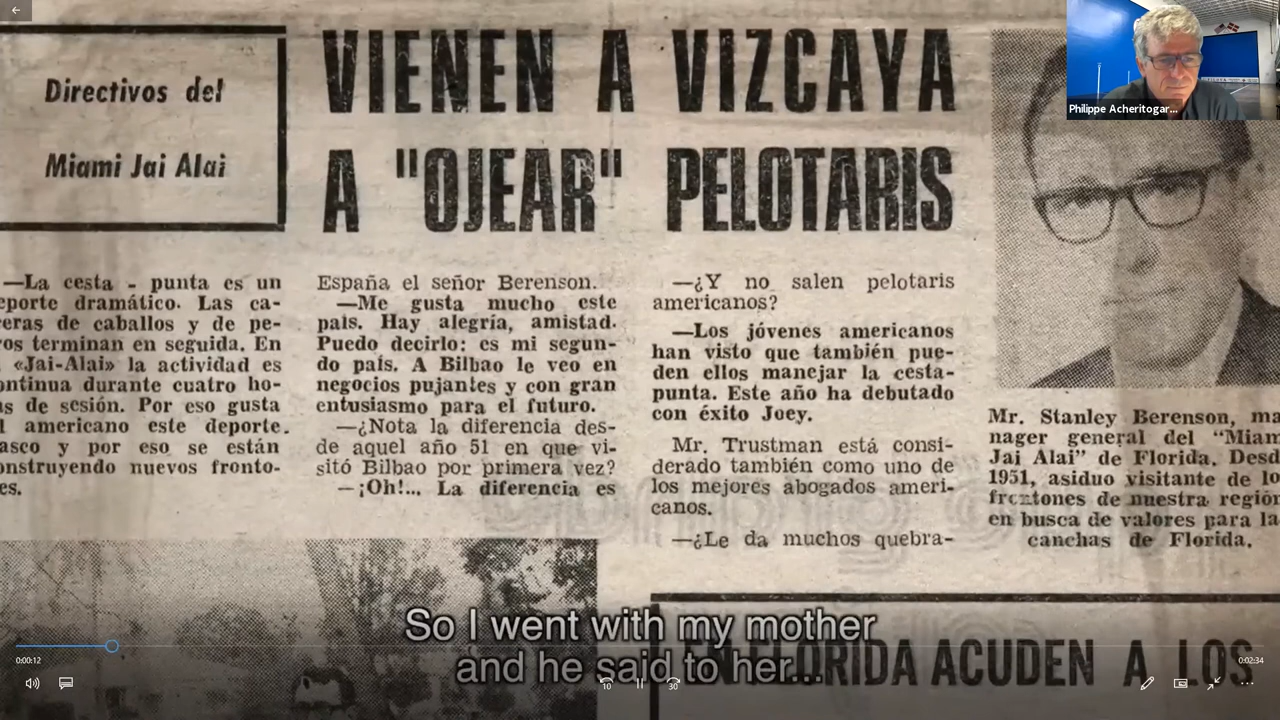 Directivos del
Miami Jai Alai
VIENEN A VIZCAYA
A "OJEAR" PELOTARIS
Philippe Acheritogar...
—La cesta - punta es un
eporte dramático. Las ca-
eras de caballos y de pe-
os terminan en seguida. En
«Jai-Alai» la actividad es
ontinua durante cuatro ho-
as de sesión. Por eso gusta
l americano este deporte.
asco y por eso se están
onstruyendo nuevos fronto-
es.
España el señor Berenson.
—Me gusta mucho este
país. Hay alegría, amistad.
Puedo decirlo: es mi segun-
do país. A Bilbao le veo en
negocios pujantes y con gran
entusiasmo para el futuro.
—¿Nota la diferencia des-
de aquel año 51 en que vi-
sitó Bilbao por primera vez?
—¡Oh!... La diferencia es
—¿Y no salen pelotaris
americanos?
—Los jóvenes americanos
han visto que también pue-
den ellos manejar la cesta-
punta. Este año ha debutado
con éxito Joey.
Mr. Trustman está consi-
derado también como uno de
los mejores abogados ameri-
canos.
—¿Le da muchos quebra-
Mr. Stanley Berenson, ma
nager general del "Miam
Jai Alai" de Florida. Desd
1951, asiduo visitante de lo
frontones de nuestra región
en busca de valores para la
canchas de Florida.
EN FLORIDA ACUDEN A LOS
So I went with my mother
and he said to her...
0:00:12
0:02:34
10
30